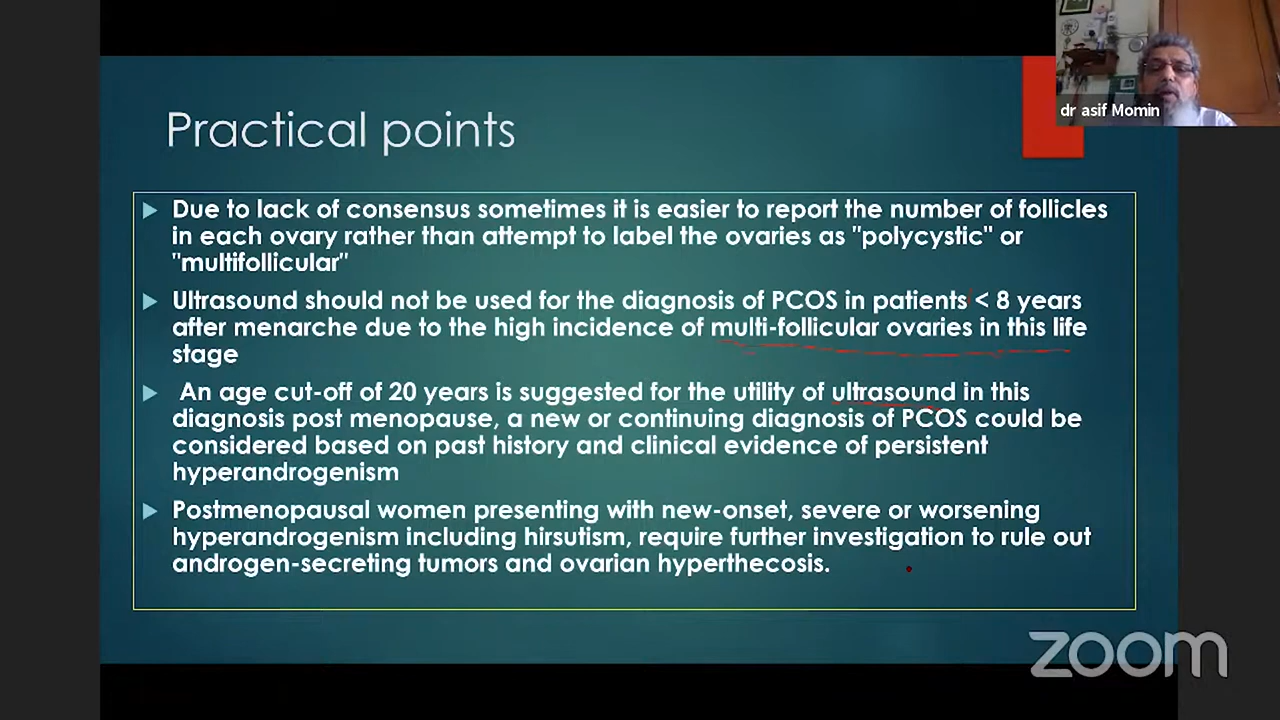 dr asif Momin
Practical points
Due to lack of consensus sometimes it is easier to report the number of follicles
in each ovary rather than attempt to label the ovaries as "polycystic" or
"multifollicular"
Ultrasound should not be used for the diagnosis of PCOS in patients < 8 years
after menarche due to the high incidence of multi-follicular ovaries in this life
stage
An age cut-off of 20 years is suggested for the utility of ultrasound in this
diagnosis post menopause, a new or continuing diagnosis of PCOS could be
considered based on past history and clinical evidence of persistent
hyperandrogenism
Postmenopausal women presenting with new-onset, severe or worsening
hyperandrogenism including hirsutism, require further investigation to rule out
androgen-secreting tumors and ovarian hyperthecosis.
zoom